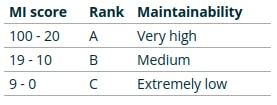 MI score Rank Maintainability
100 - 20 A Very high
19 - 10 B Medium
9 - 0 C Extremely low